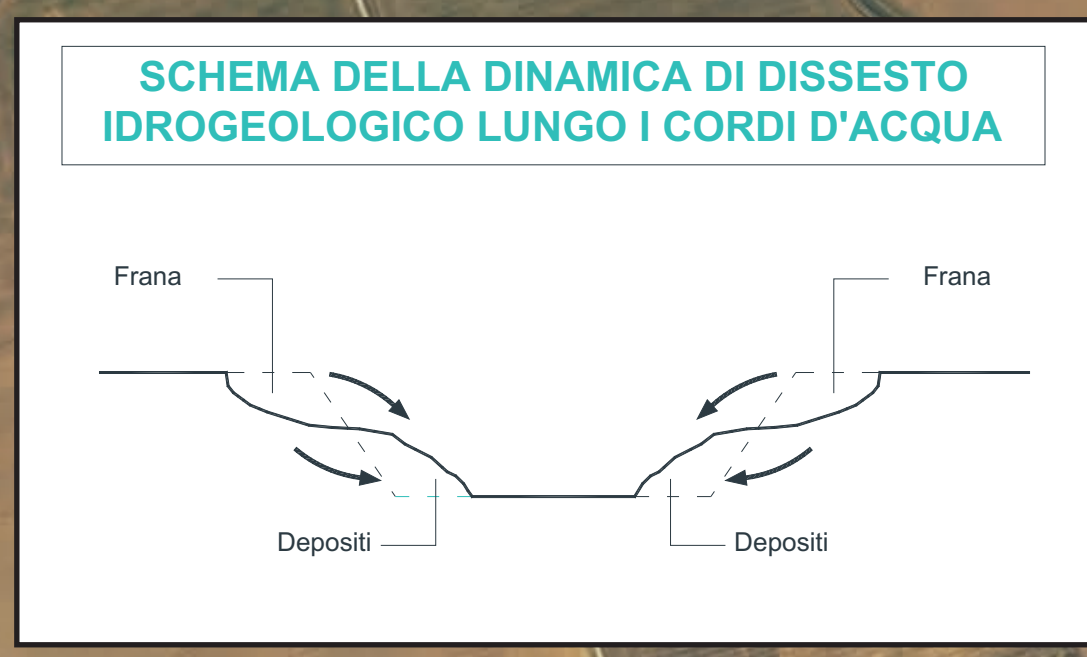 SCHEMA DELLA DINAMICA DI DISSESTO
IDROGEOLOGICO LUNGO I CORDI D'ACQUA
Frana
Frana
Depositi
Depositi